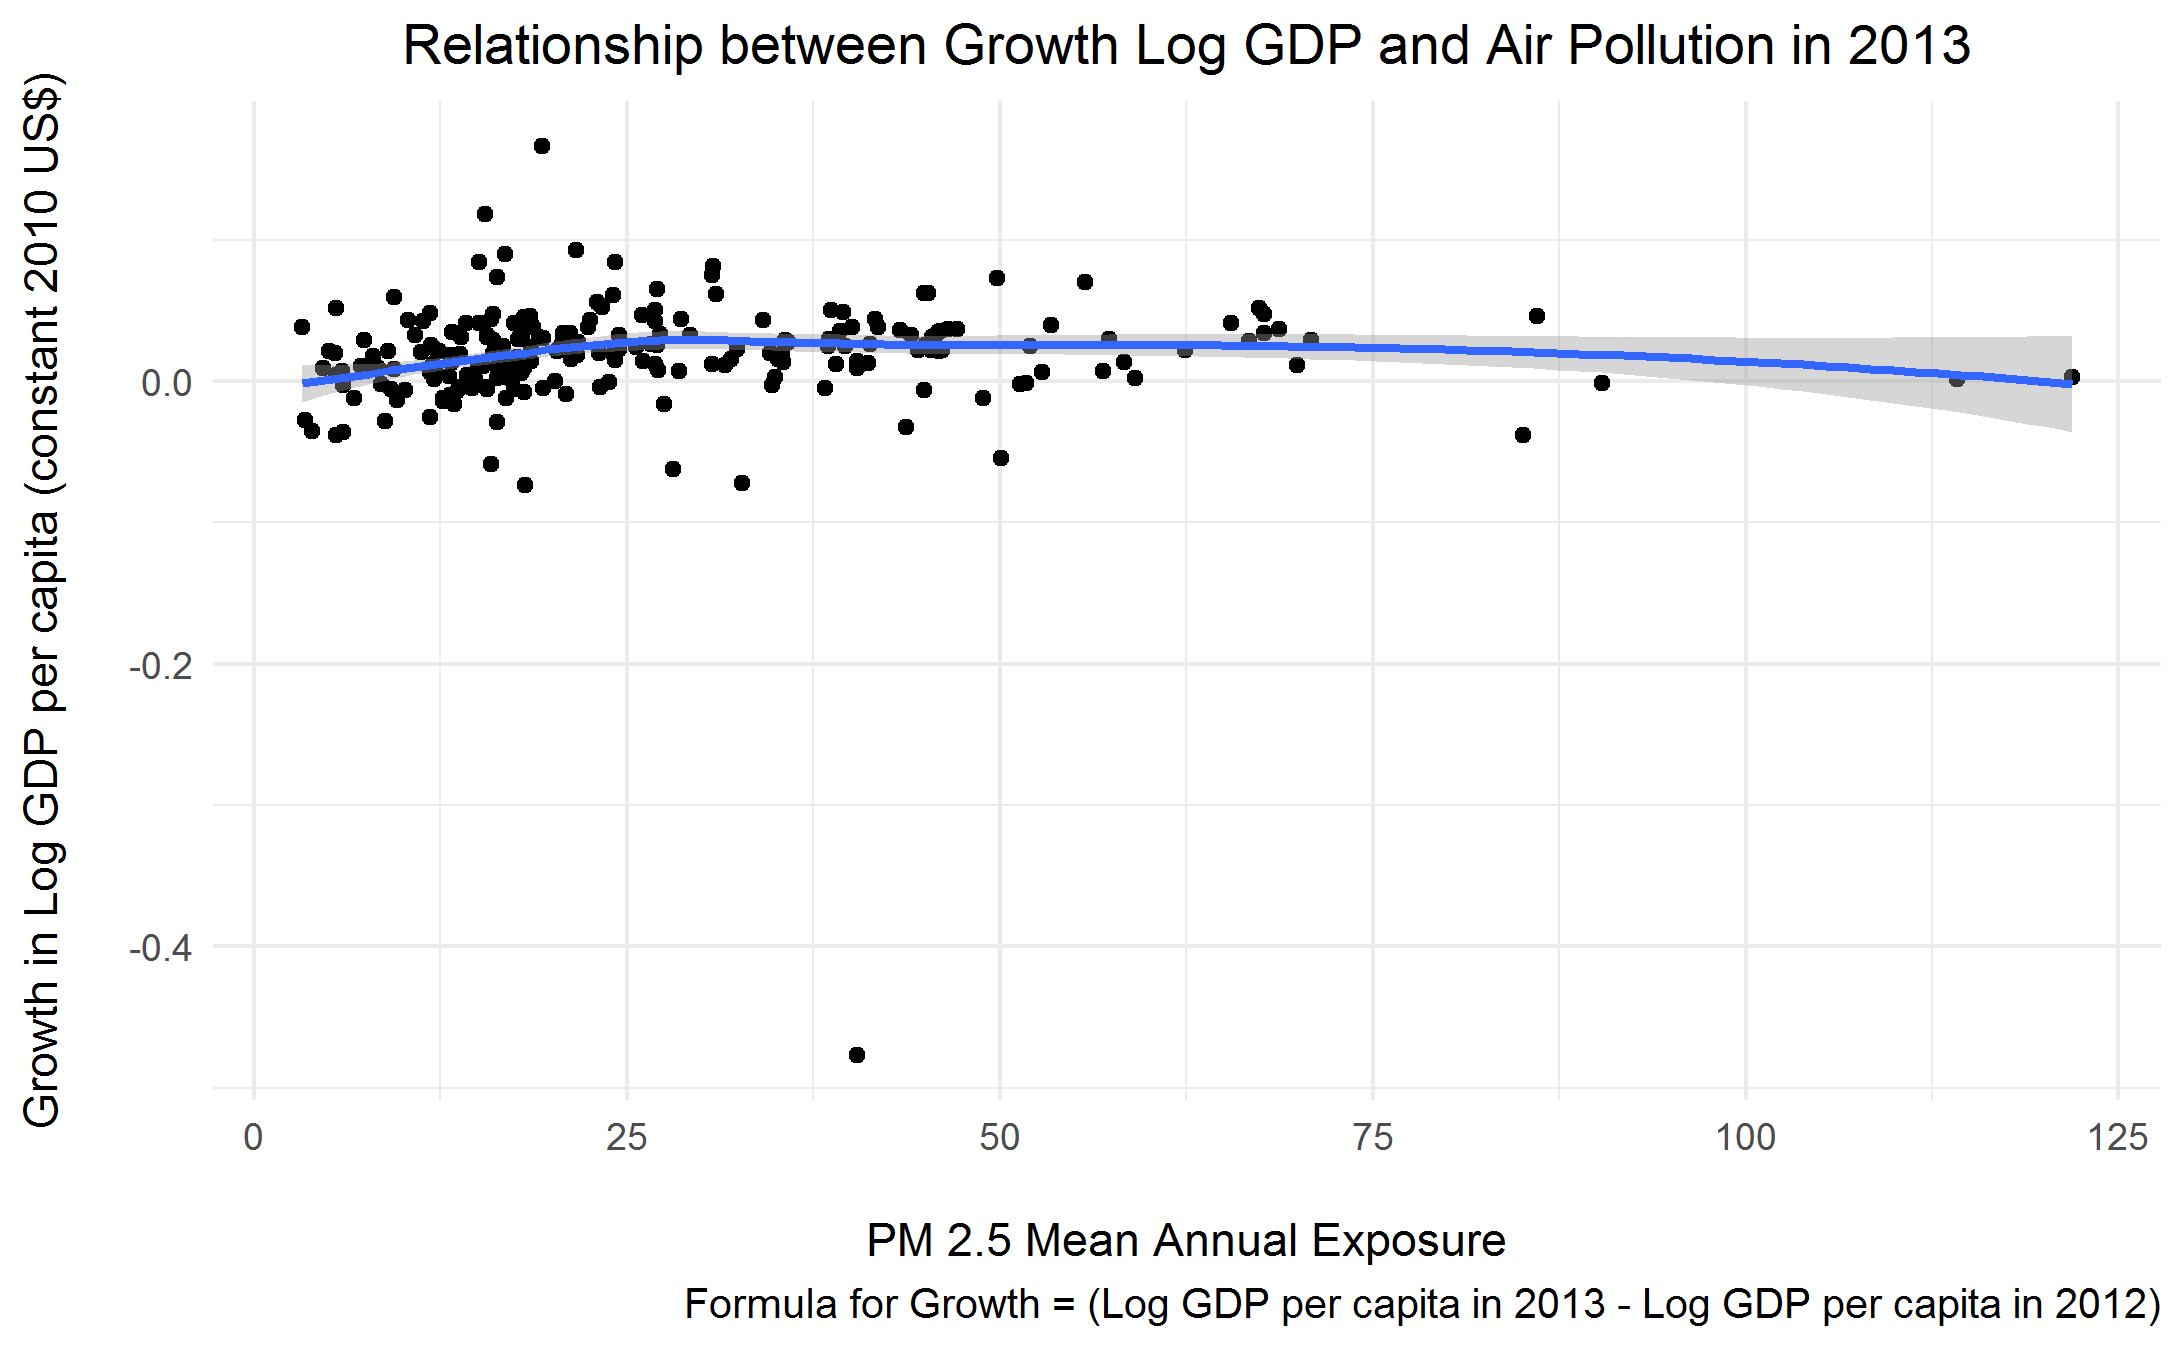 Relationship between Growth Log GDP and Air Pollution in 2013
Growth in Log GDP per capita (constant 2010 US$)
0.0
-0.2
-0.4
0 25 50 75 100 125
PM 2.5 Mean Annual Exposure
Formula for Growth = (Log GDP per capita in 2013 - Log GDP per capita in 2012)